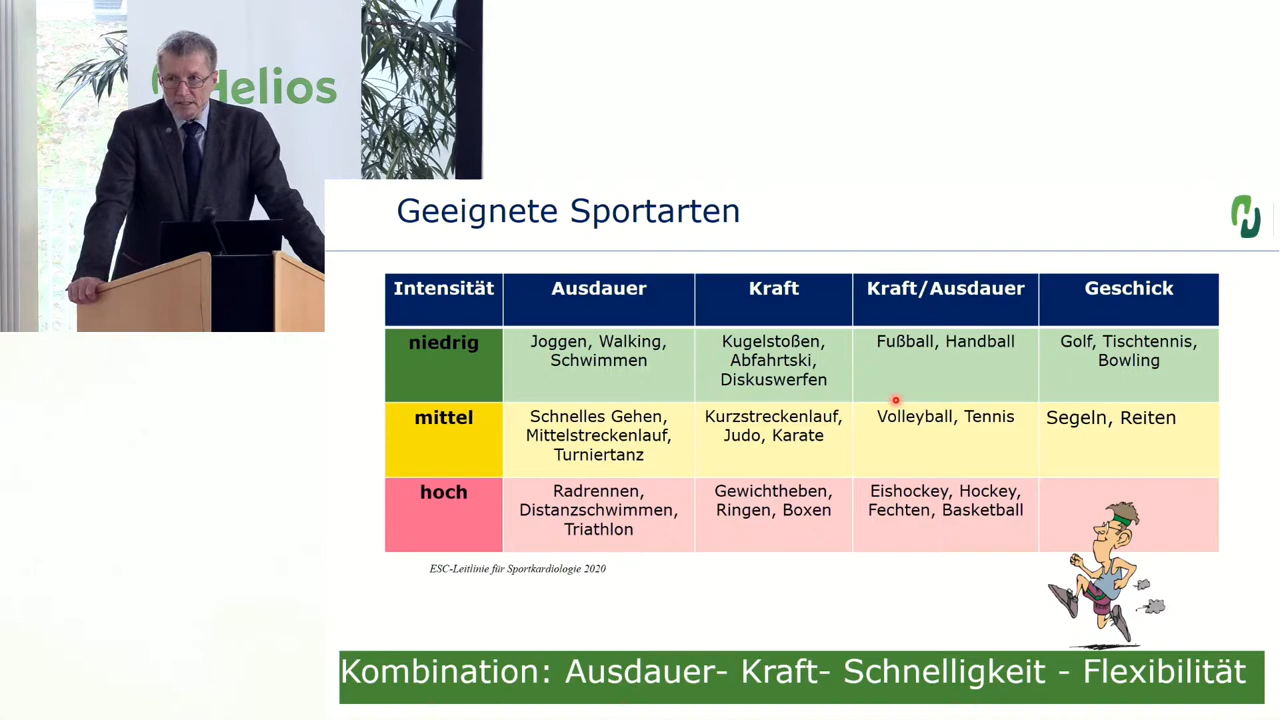 Helios
Geeignete Sportarten
Intensität Ausdauer Kraft Kraft/Ausdauer Geschick
niedrig
Joggen, Walking,
Schwimmen
Kugelstoßen,
Abfahrtski,
Diskuswerfen
Fußball, Handball
Golf, Tischtennis,
Bowling
mittel
Schnelles Gehen,
Mittelstreckenlauf,
Turniertanz
Kurzstreckenlauf,
Judo, Karate
Volleyball, Tennis
Segeln, Reiten
hoch
Radrennen,
Distanzschwimmen,
Triathlon
Gewichtheben,
Ringen, Boxen
Eishockey, Hockey,
Fechten, Basketball
ESC-Leitlinie für Sportkardiologie 2020
Kombination: Ausdauer- Kraft- Schnelligkeit - Flexibilität